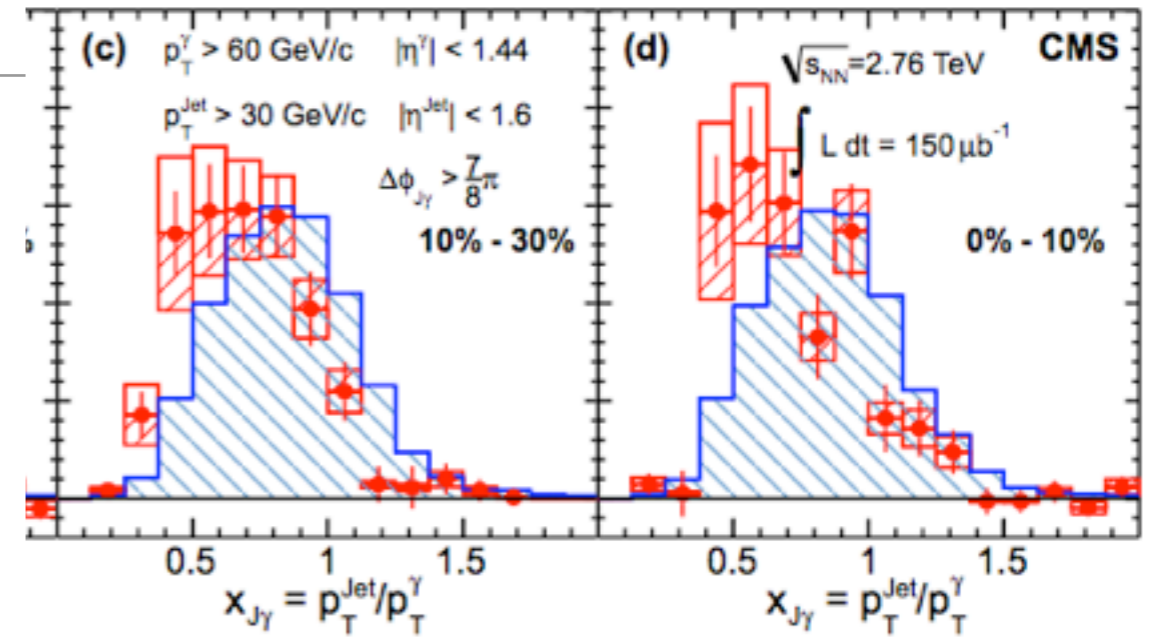 (c) p_T^γ > 60 GeV/c |η^γ| < 1.44
p_T^Jet > 30 GeV/c |η^Jet| < 1.6
Δϕ_Jγ > 7/8 π
10% - 30%
(d) CMS
√s_NN=2.76 TeV
∫ L dt = 150 μb^-1
0% - 10%
%
0.5 1 1.5
0.5 1 1.5
x_Jγ = p_T^Jet/p_T^γ
x_Jγ = p_T^Jet/p_T^γ